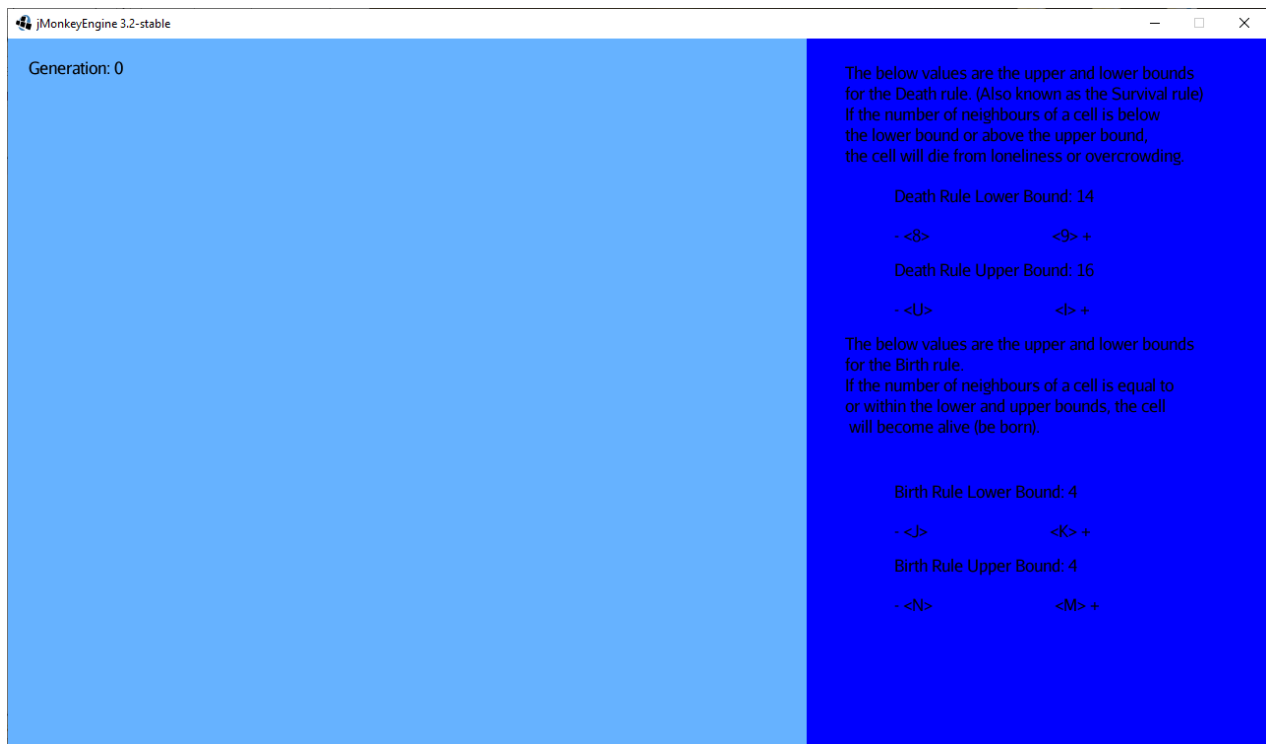 jMonkeyEngine 3.2-stable
Generation: 0
The below values are the upper and lower bounds
for the Death rule. (Also known as the Survival rule)
If the number of neighbours of a cell is below
the lower bound or above the upper bound,
the cell will die from loneliness or overcrowding.
Death Rule Lower Bound: 14
- <8> <9> +
Death Rule Upper Bound: 16
- <U> <I> +
The below values are the upper and lower bounds
for the Birth rule.
If the number of neighbours of a cell is equal to
or within the lower and upper bounds, the cell
will become alive (be born).
Birth Rule Lower Bound: 4
- <J> <K> +
Birth Rule Upper Bound: 4
- <N> <M> +